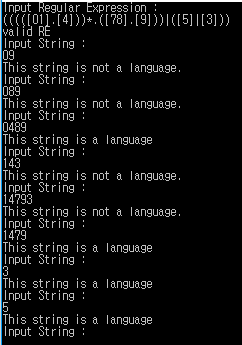 Input Regular Expression :
(((([01].[4]))+.([78].[9]))|([5]|[3]))
valid RE
Input String :
09
This string is not a language.
Input String :
089
This string is not a language.
Input String :
0489
This string is a language
Input String :
143
This string is not a language.
Input String :
14793
This string is not a language.
Input String :
1479
This string is a language
Input String :
3
This string is a language
Input String :
5
This string is a language
Input String :